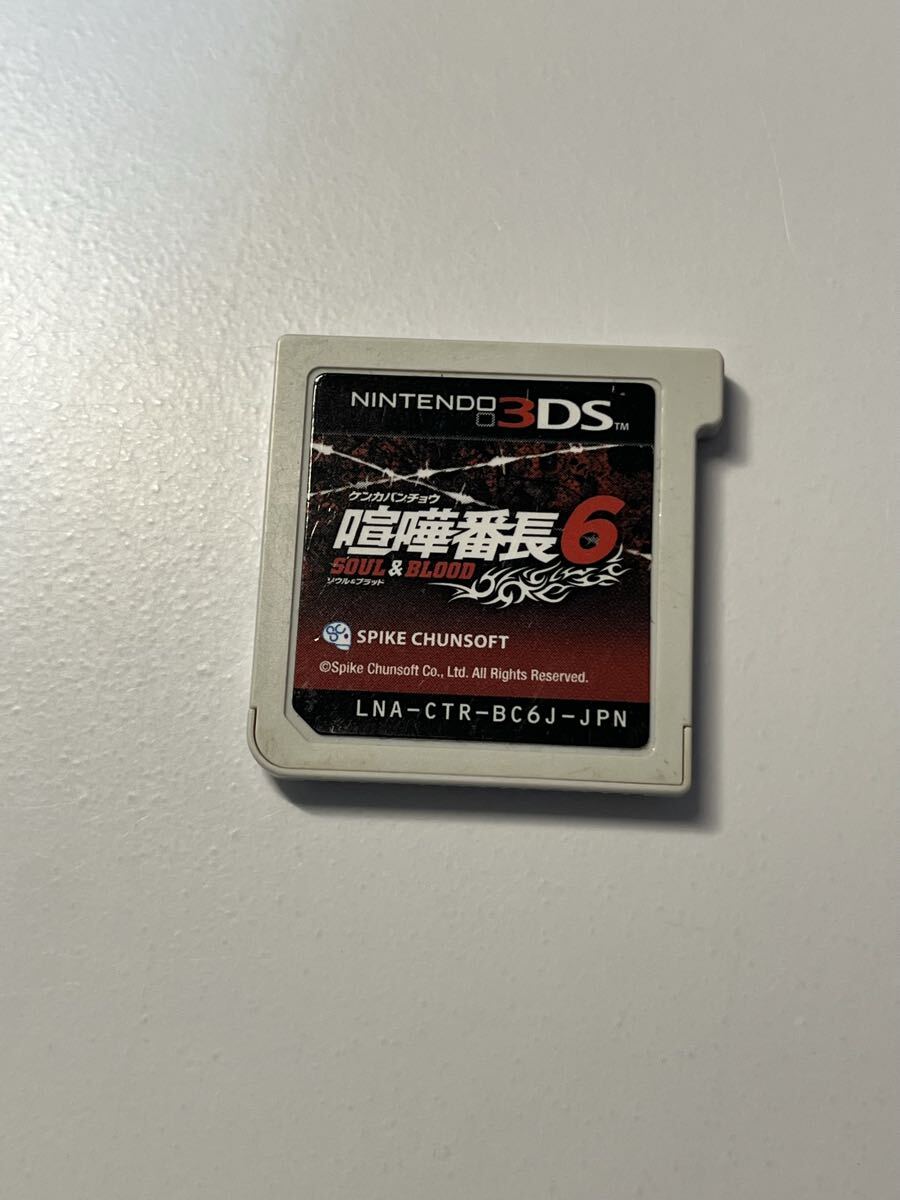 NINTENDO 3DS TM
ケンカバンチョウ
喧嘩番長6
SOUL & BLOOD
ソウル&ブラッド
SPIKE CHUNSOFT
©Spike Chunsoft Co., Ltd. All Rights Reserved.
LNA-CTR-BC6J-JPN